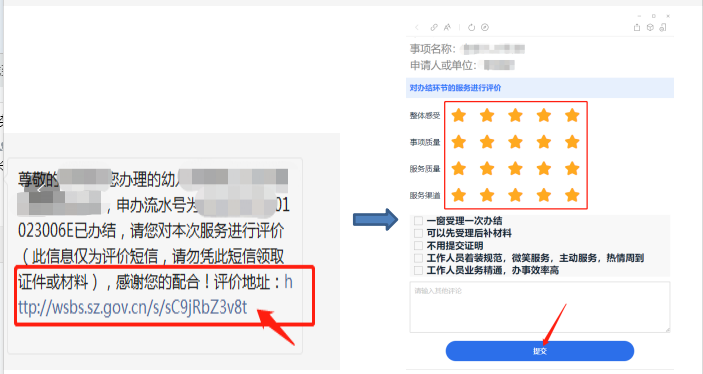 尊敬的
您办理的幼
，申办流水号为
01
023006E已办结，请您对本次服务进行评价
（此信息仅为评价短信，请勿凭此短信领取
证件或材料），感谢您的配合！评价地址：h
ttp://wsbs.sz.gov.cn/s/sC9jRbZ3v8t
事项名称：
申请人或单位：
对办结环节的服务进行评价
整体感受
事项质量
服务质量
服务渠道
一窗受理一次办结
可以先受理后补材料
不用提交证明
工作人员着装规范，微笑服务，主动服务，热情周到
工作人员业务精通，办事效率高
请输入其他评论
提交